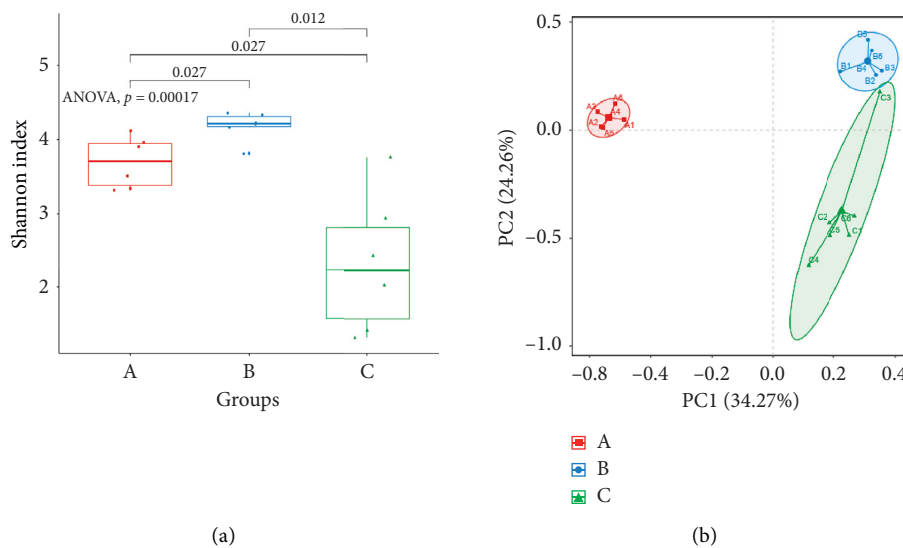 0.012
0.027
0.027
ANOVA, p = 0.00017
5
4
3
2
Shannon index
A
B
C
Groups
(a)
0.5
0.0
−0.5
−1.0
PC2 (24.26%)
B5
B6
B1
B4
B3
B2
C3
A6
A3
A4
A2
A1
A5
C2
C6
C5
C1
C4
−0.8
−0.4
−0.2
0.0
0.2
0.4
PC1 (34.27%)
A
B
C
(b)